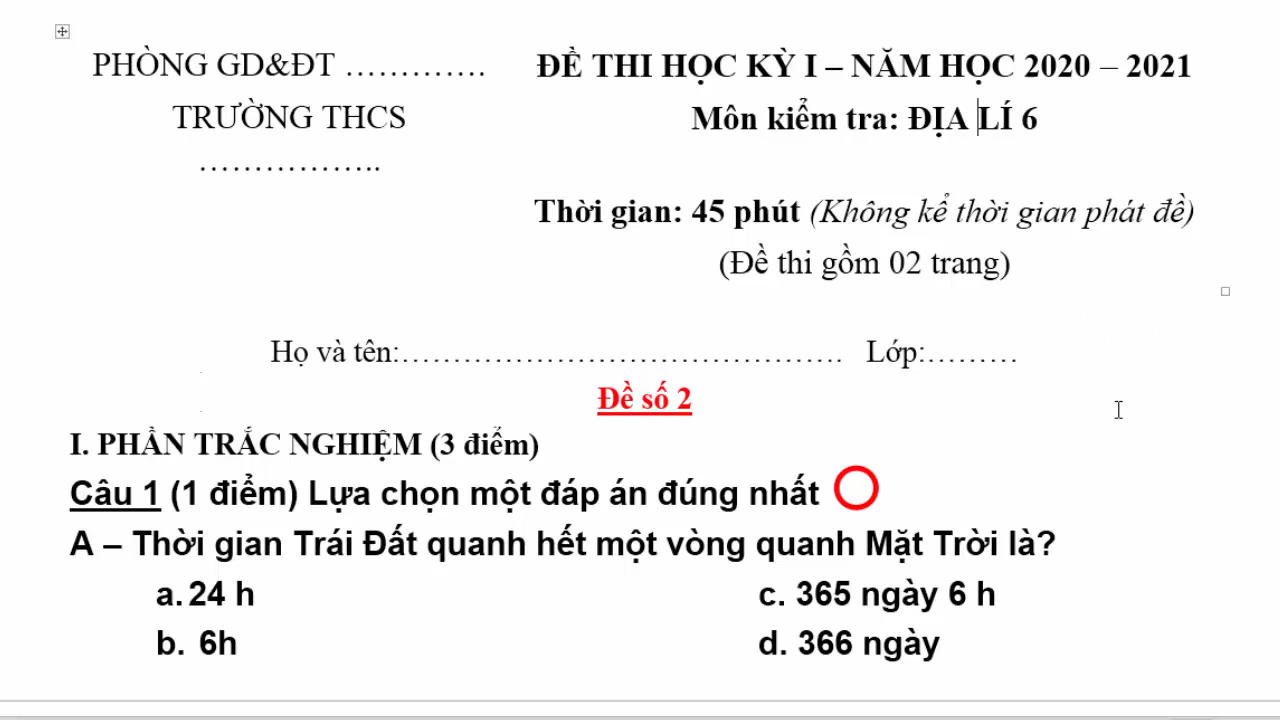 PHÒNG GD&ĐT ………….
TRƯỜNG THCS
……………..
ĐỀ THI HỌC KỲ I – NĂM HỌC 2020 – 2021
Môn kiểm tra: ĐỊA LÍ 6
Thời gian: 45 phút (Không kể thời gian phát đề)
(Đề thi gồm 02 trang)
Họ và tên:……………………………………. Lớp:………
Đề số 2
I. PHẦN TRẮC NGHIỆM (3 điểm)
Câu 1 (1 điểm) Lựa chọn một đáp án đúng nhất
A – Thời gian Trái Đất quanh hết một vòng quanh Mặt Trời là?
a. 24 h
c. 365 ngày 6 h
b. 6h
d. 366 ngày